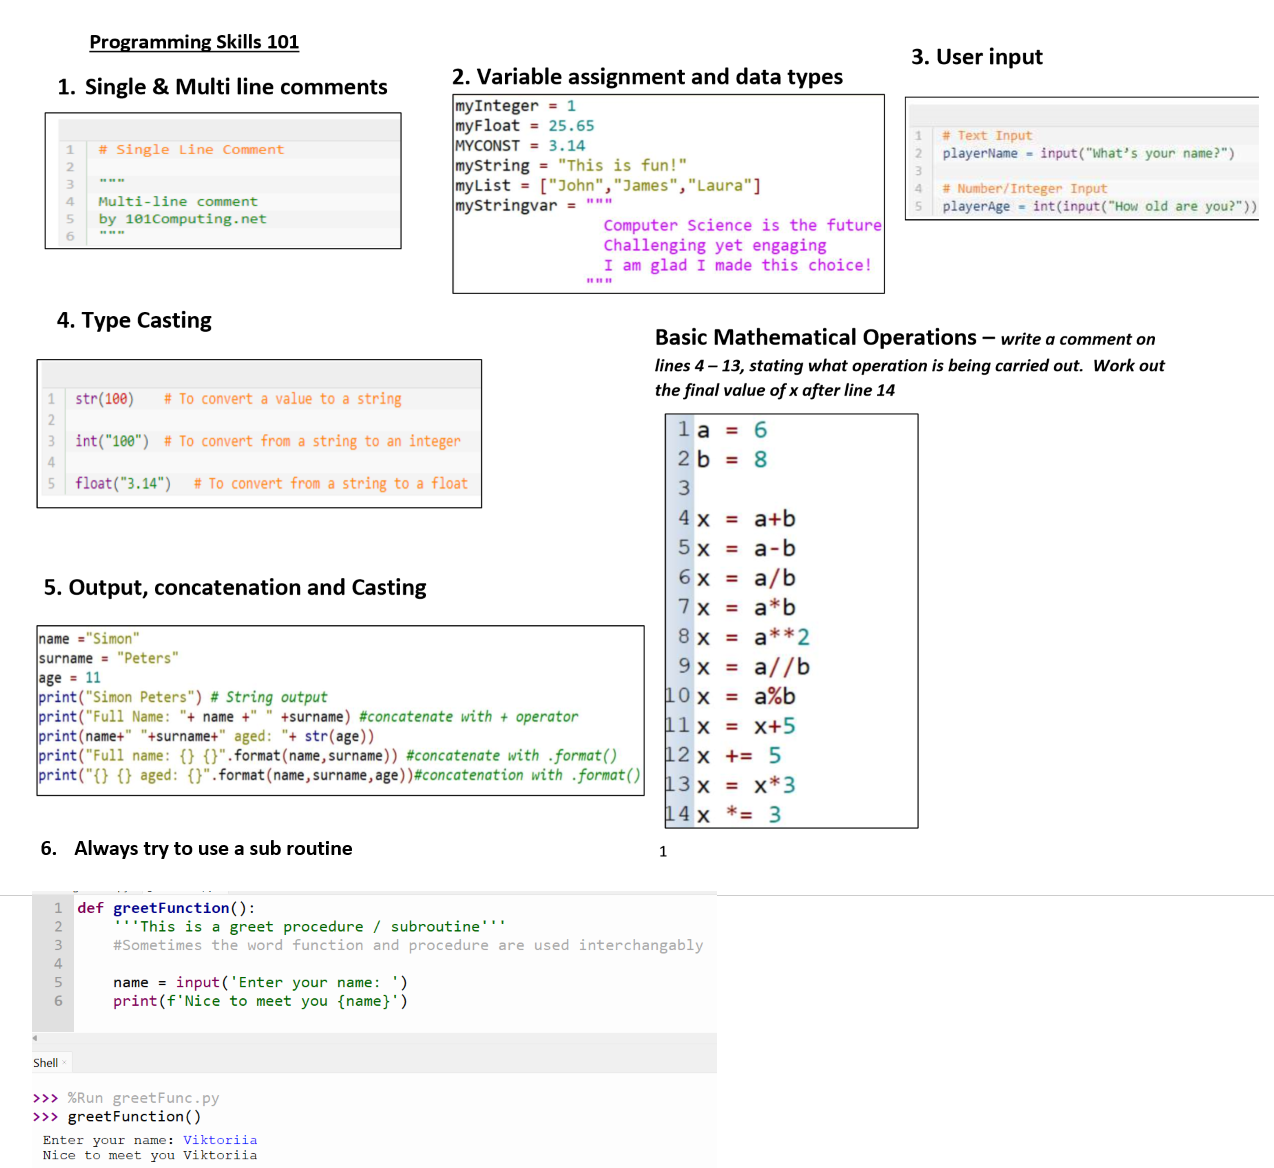 Programming Skills 101
1. Single & Multi line comments
1 # Single Line Comment
2
3 """
4 Multi-line comment
5 by 101Computing.net
6 """
2. Variable assignment and data types
myInteger = 1
myFloat = 25.65
MYCONST = 3.14
myString = "This is fun!"
myList = ["John","James","Laura"]
myStringvar = """
Computer Science is the future
Challenging yet engaging
I am glad I made this choice!
"""
3. User input
1 # Text Input
2 playerName = input("What's your name?")
3
4 # Number/Integer Input
5 playerAge = int(input("How old are you?"))
4. Type Casting
1 str(100) # To convert a value to a string
2
3 int("100") # To convert from a string to an integer
4
5 float("3.14") # To convert from a string to a float
Basic Mathematical Operations – write a comment on
lines 4 – 13, stating what operation is being carried out. Work out
the final value of x after line 14
1 a = 6
2 b = 8
3
4 x = a+b
5 x = a-b
6 x = a/b
7 x = a*b
8 x = a**2
9 x = a//b
10 x = a%b
11 x = x+5
12 x += 5
13 x = x*3
14 x *= 3
5. Output, concatenation and Casting
name ="Simon"
surname = "Peters"
age = 11
print("Simon Peters") # String output
print("Full Name: "+ name +" " +surname) #concatenate with + operator
print(name+" "+surname+" aged: "+ str(age))
print("Full name: {} {}".format(name,surname)) #concatenate with .format()
print("{} {} aged: {}".format(name,surname,age))#concatenation with .format()
6. Always try to use a sub routine
1
1 def greetFunction():
2 '''This is a greet procedure / subroutine'''
3 #Sometimes the word function and procedure are used interchangably
4
5 name = input('Enter your name: ')
6 print(f'Nice to meet you {name}')
Shell ×
>>> %Run greetFunc.py
>>> greetFunction()
Enter your name: Viktoriia
Nice to meet you Viktoriia